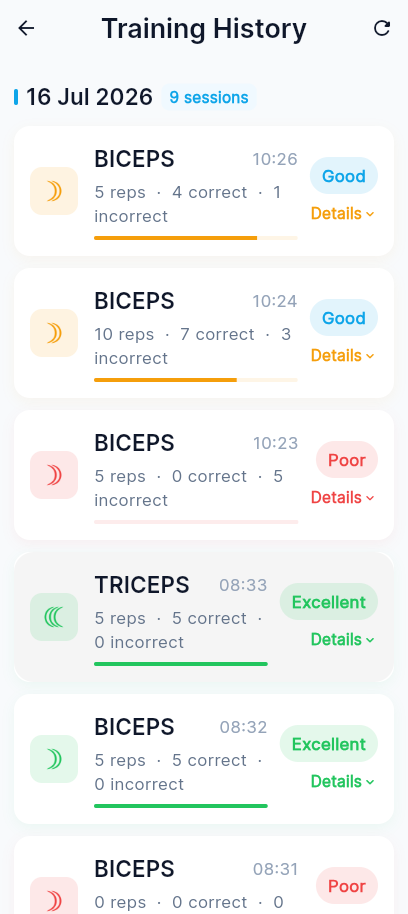 Training History
16 Jul 2026 9 sessions
BICEPS 10:26
5 reps · 4 correct · 1
incorrect
Good
Details
BICEPS 10:24
10 reps · 7 correct · 3
incorrect
Good
Details
BICEPS 10:23
5 reps · 0 correct · 5
incorrect
Poor
Details
TRICEPS 08:33
5 reps · 5 correct ·
0 incorrect
Excellent
Details
BICEPS 08:32
5 reps · 5 correct ·
0 incorrect
Excellent
Details
BICEPS 08:31
0 reps · 0 correct · 0
Poor